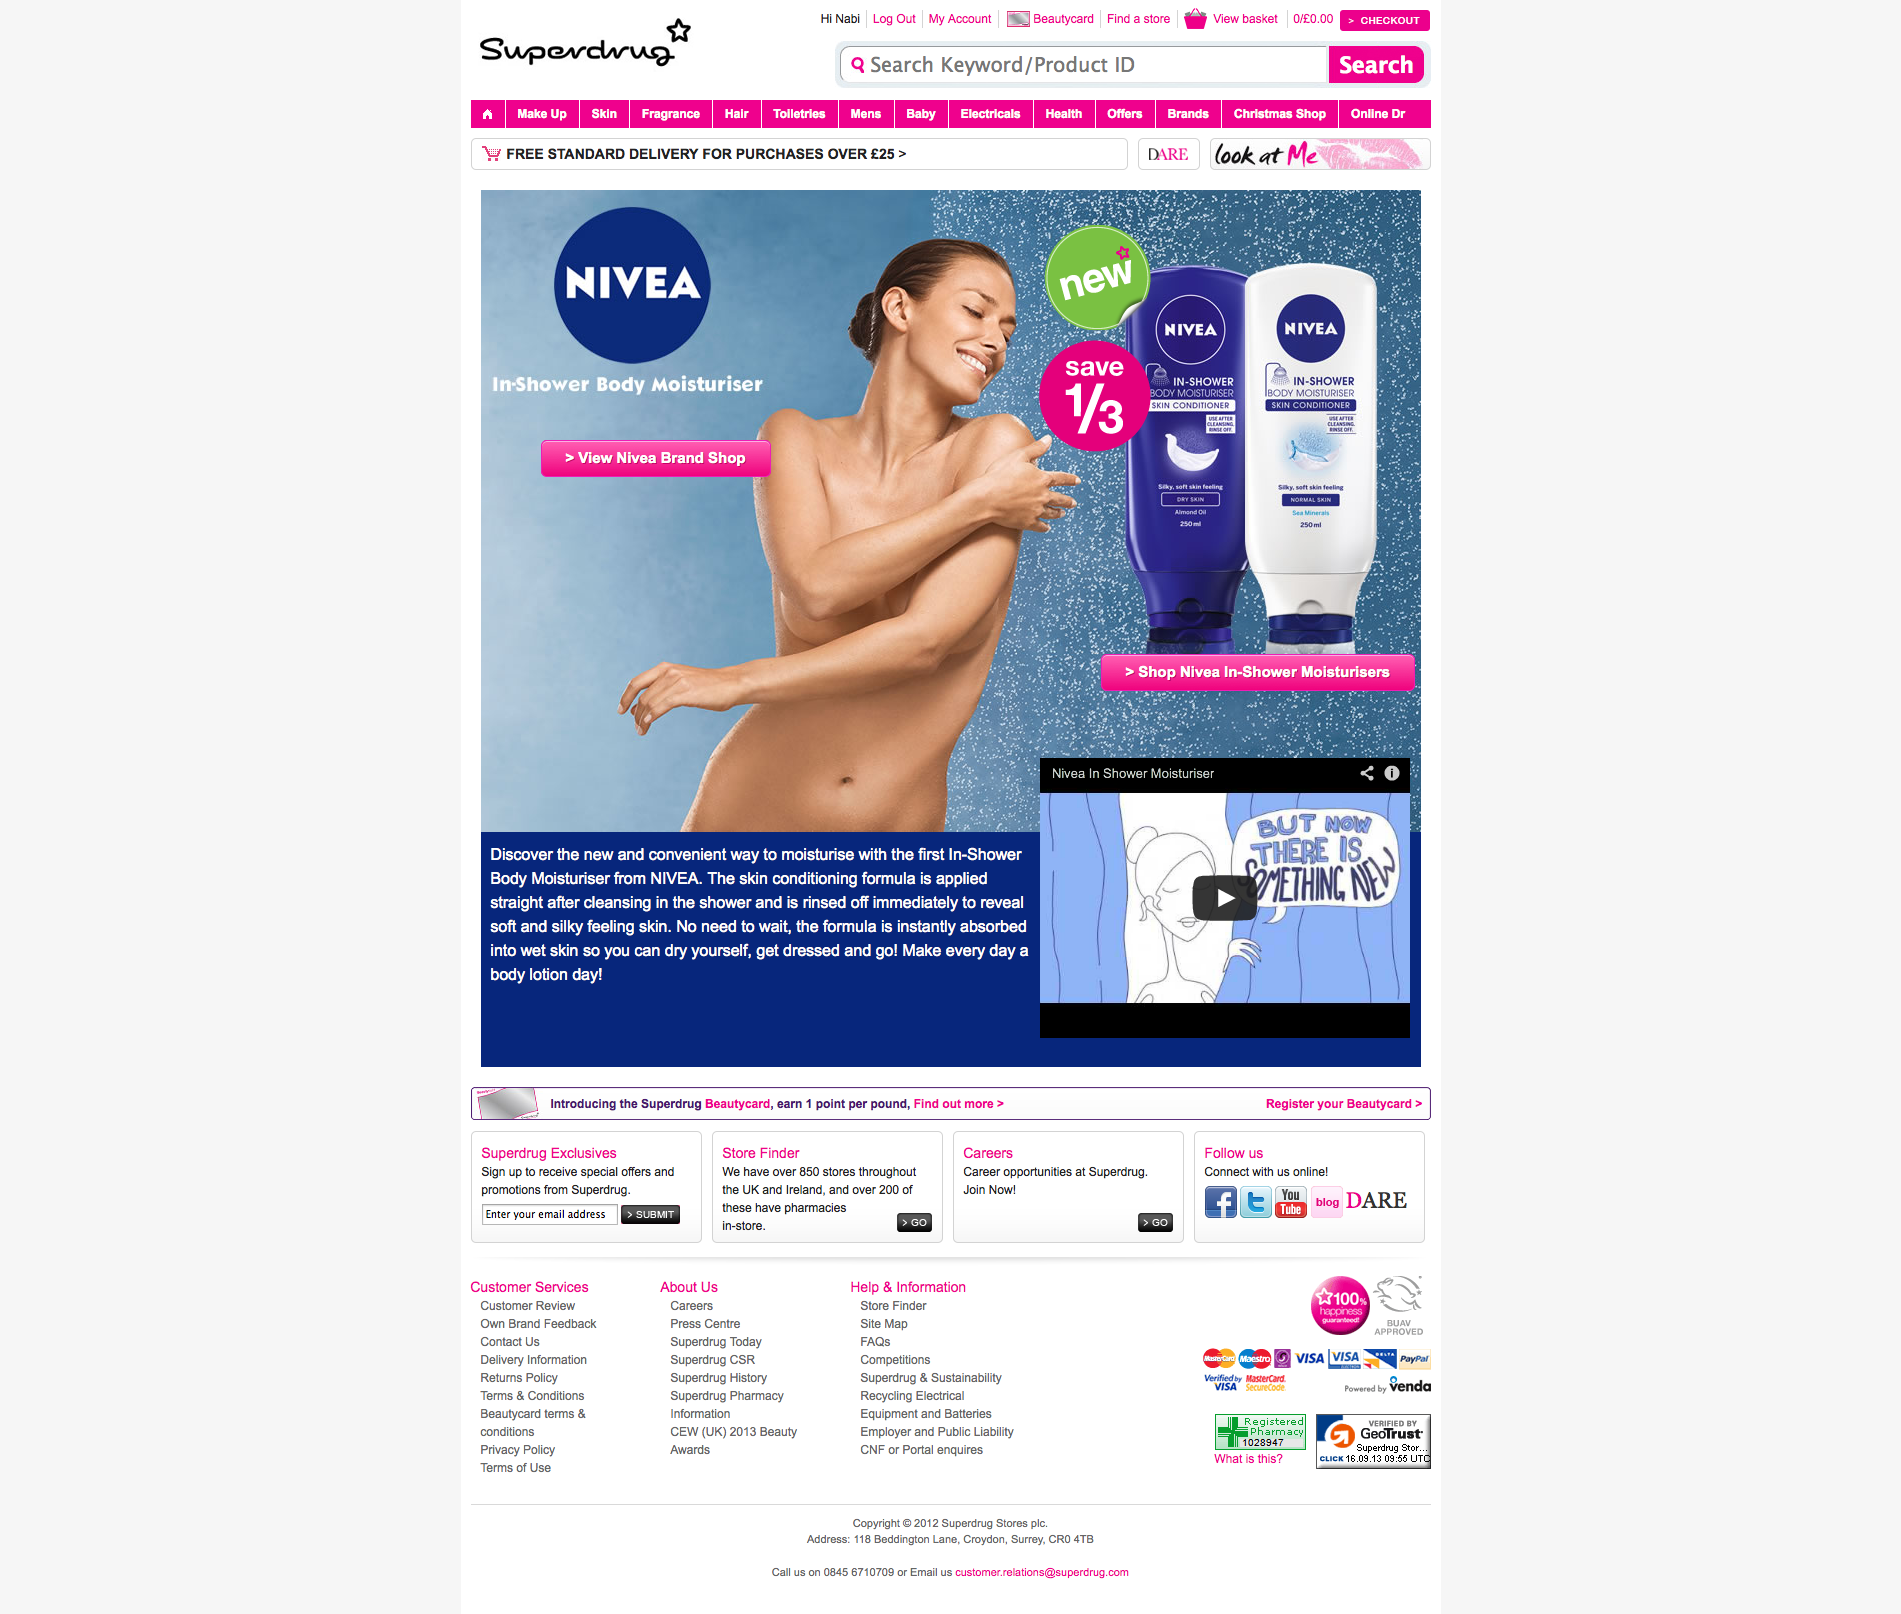 Hi Nabi
Log Out
My Account
Beautycard
Find a store
View basket
0/£0.00
> CHECKOUT
Superdrug
Search Keyword/Product ID
Search
Make Up
Skin
Fragrance
Hair
Toiletries
Mens
Baby
Electricals
Health
Offers
Brands
Christmas Shop
Online Dr
FREE STANDARD DELIVERY FOR PURCHASES OVER £25 >
DARE
look at Me
NIVEA
In-Shower Body Moisturiser
> View Nivea Brand Shop
new
save
1/3
NIVEA
IN-SHOWER
BODY MOISTURISER
SKIN CONDITIONER
USE AFTER
CLEANSING.
RINSE OFF.
Silky, soft skin feeling
DRY SKIN
Almond Oil
250 ml
NIVEA
IN-SHOWER
BODY MOISTURISER
SKIN CONDITIONER
USE AFTER
CLEANSING.
RINSE OFF.
Silky, soft skin feeling
NORMAL SKIN
Sea Minerals
250 ml
> Shop Nivea In-Shower Moisturisers
Nivea In Shower Moisturiser
BUT NOW
THERE IS
SOMETHING NEW
Discover the new and convenient way to moisturise with the first In-Shower
Body Moisturiser from NIVEA. The skin conditioning formula is applied
straight after cleansing in the shower and is rinsed off immediately to reveal
soft and silky feeling skin. No need to wait, the formula is instantly absorbed
into wet skin so you can dry yourself, get dressed and go! Make every day a
body lotion day!
Introducing the Superdrug Beautycard, earn 1 point per pound, Find out more >
Register your Beautycard >
Superdrug Exclusives
Sign up to receive special offers and
promotions from Superdrug.
Enter your email address
> SUBMIT
Store Finder
We have over 850 stores throughout
the UK and Ireland, and over 200 of
these have pharmacies
in-store.
> GO
Careers
Career opportunities at Superdrug.
Join Now!
> GO
Follow us
Connect with us online!
You
Tube
blog
DARE
Customer Services
Customer Review
Own Brand Feedback
Contact Us
Delivery Information
Returns Policy
Terms & Conditions
Beautycard terms &
conditions
Privacy Policy
Terms of Use
About Us
Careers
Press Centre
Superdrug Today
Superdrug CSR
Superdrug History
Superdrug Pharmacy
Information
CEW (UK) 2013 Beauty
Awards
Help & Information
Store Finder
Site Map
FAQs
Competitions
Superdrug & Sustainability
Recycling Electrical
Equipment and Batteries
Employer and Public Liability
CNF or Portal enquires
100%
happiness
guaranteed!
BUAV
APPROVED
MasterCard
Maestro
VISA
VISA
ELECTRON
DELTA
PayPal
Verified by
VISA
MasterCard.
SecureCode.
Powered by venda
Registered
Pharmacy
1028947
What is this?
VERIFIED BY
GeoTrust
Superdrug Stor...
CLICK 16.09.13 09:55 UTC
Copyright © 2012 Superdrug Stores plc.
Address: 118 Beddington Lane, Croydon, Surrey, CR0 4TB
Call us on 0845 6710709 or Email us customer.relations@superdrug.com